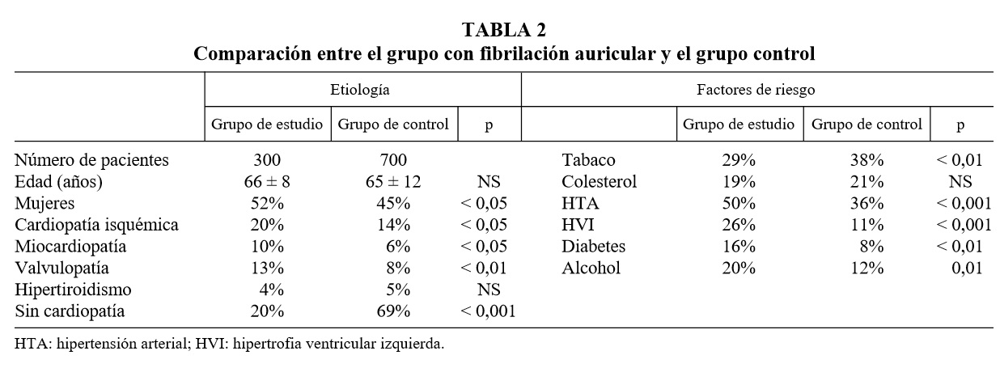 TABLA 2
Comparación entre el grupo con fibrilación auricular y el grupo control
Etiología Factores de riesgo
Grupo de estudio Grupo de control p Grupo de estudio Grupo de control p
Número de pacientes 300 700 Tabaco 29% 38% < 0,01
Edad (años) 66 ± 8 65 ± 12 NS Colesterol 19% 21% NS
Mujeres 52% 45% < 0,05 HTA 50% 36% < 0,001
Cardiopatía isquémica 20% 14% < 0,05 HVI 26% 11% < 0,001
Miocardiopatía 10% 6% < 0,05 Diabetes 16% 8% < 0,01
Valvulopatía 13% 8% < 0,01 Alcohol 20% 12% 0,01
Hipertiroidismo 4% 5% NS
Sin cardiopatía 20% 69% < 0,001
HTA: hipertensión arterial; HVI: hipertrofia ventricular izquierda.